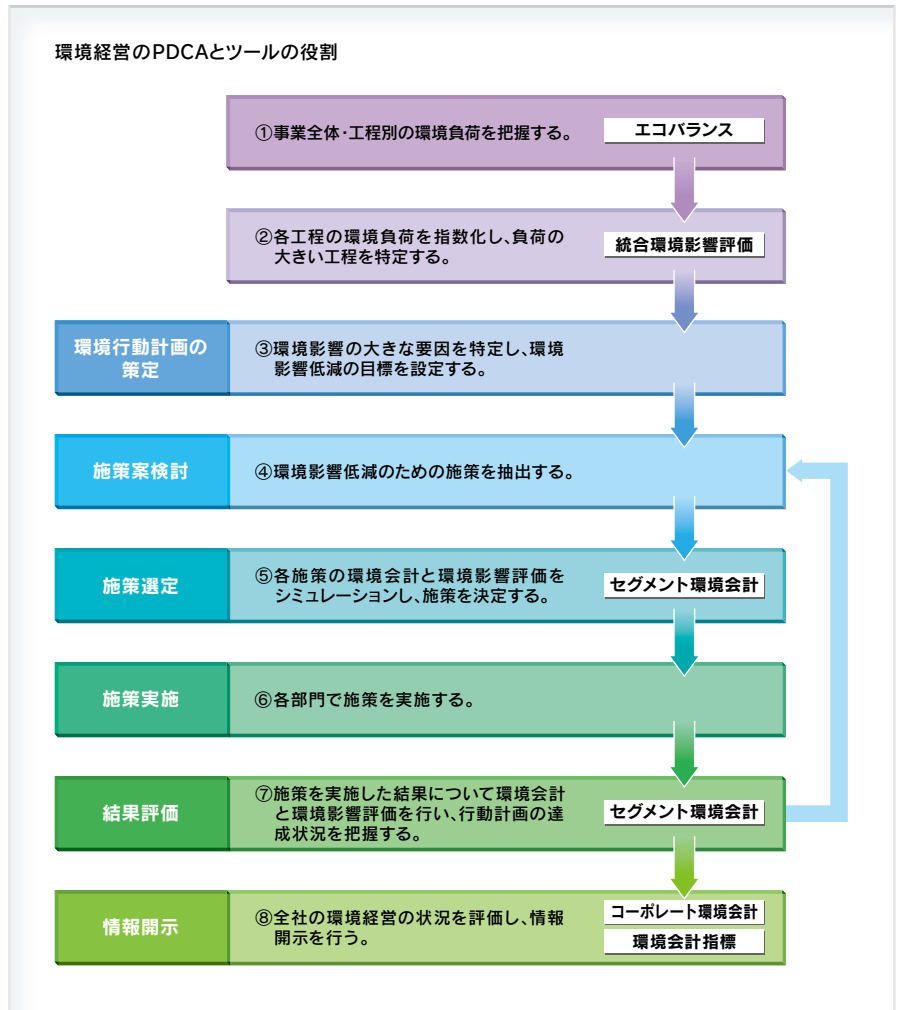 環境経営のPDCAとツールの役割
①事業全体・工程別の環境負荷を把握する。
エコバランス
②各工程の環境負荷を指数化し、負荷の
大きい工程を特定する。
統合環境影響評価
環境行動計画の
策定
③環境影響の大きな要因を特定し、環境
影響低減の目標を設定する。
施策案検討
④環境影響低減のための施策を抽出する。
施策選定
⑤各施策の環境会計と環境影響評価を
シミュレーションし、施策を決定する。
セグメント環境会計
施策実施
⑥各部門で施策を実施する。
結果評価
⑦施策を実施した結果について環境会計
と環境影響評価を行い、行動計画の達
成状況を把握する。
セグメント環境会計
情報開示
⑧全社の環境経営の状況を評価し、情報
開示を行う。
コーポレート環境会計
環境会計指標